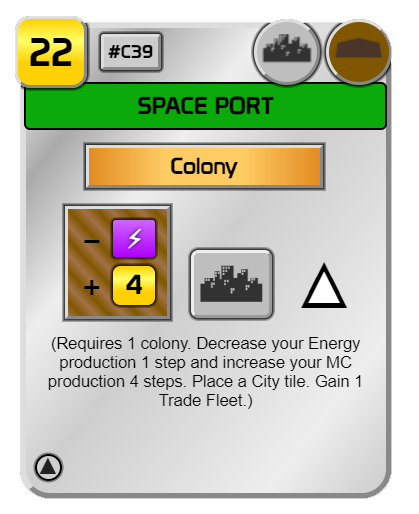 22
#C39
SPACE PORT
Colony
−
+ 4
(Requires 1 colony. Decrease your Energy
production 1 step and increase your MC
production 4 steps. Place a City tile. Gain 1
Trade Fleet.)